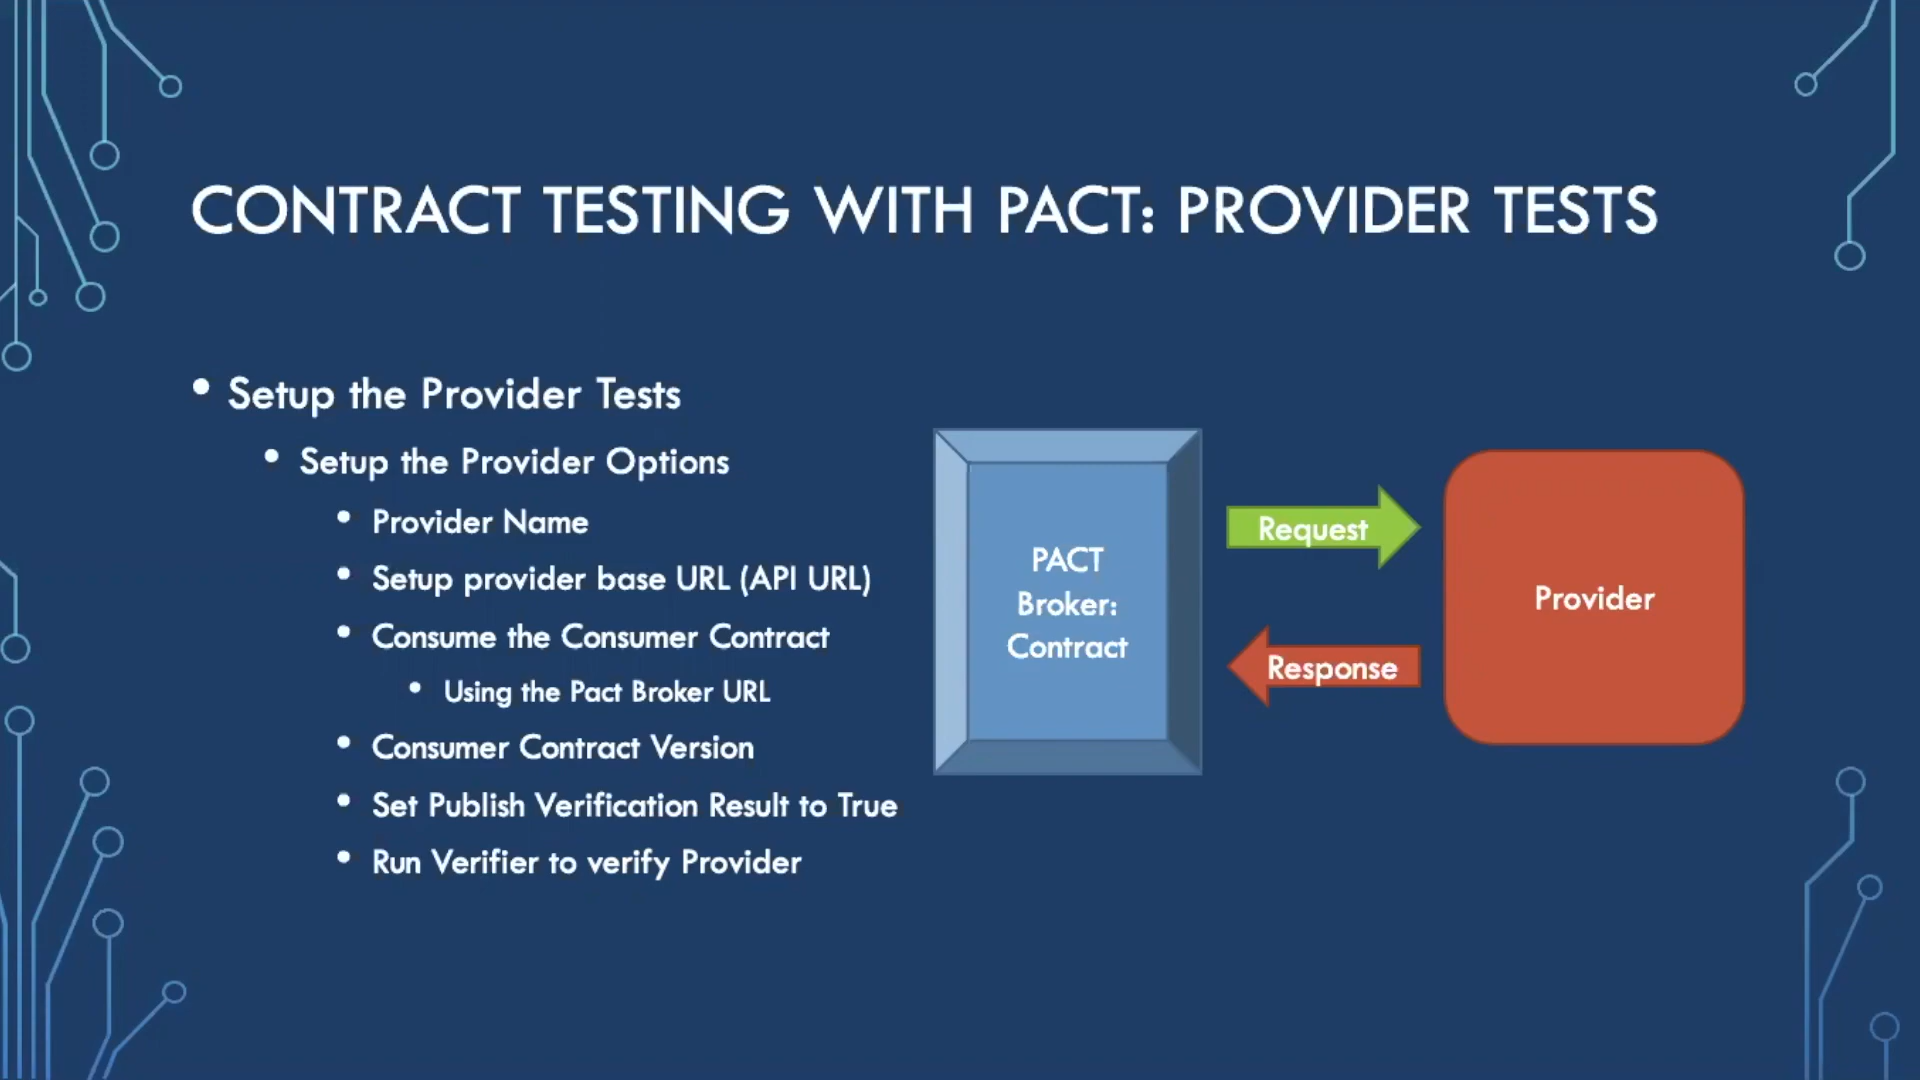 CONTRACT TESTING WITH PACT: PROVIDER TESTS
• Setup the Provider Tests
• Setup the Provider Options
• Provider Name
• Setup provider base URL (API URL)
• Consume the Consumer Contract
• Using the Pact Broker URL
• Consumer Contract Version
• Set Publish Verification Result to True
• Run Verifier to verify Provider
PACT
Broker:
Contract
Request
Response
Provider